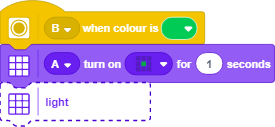 B when colour is
A turn on for 1 seconds
light